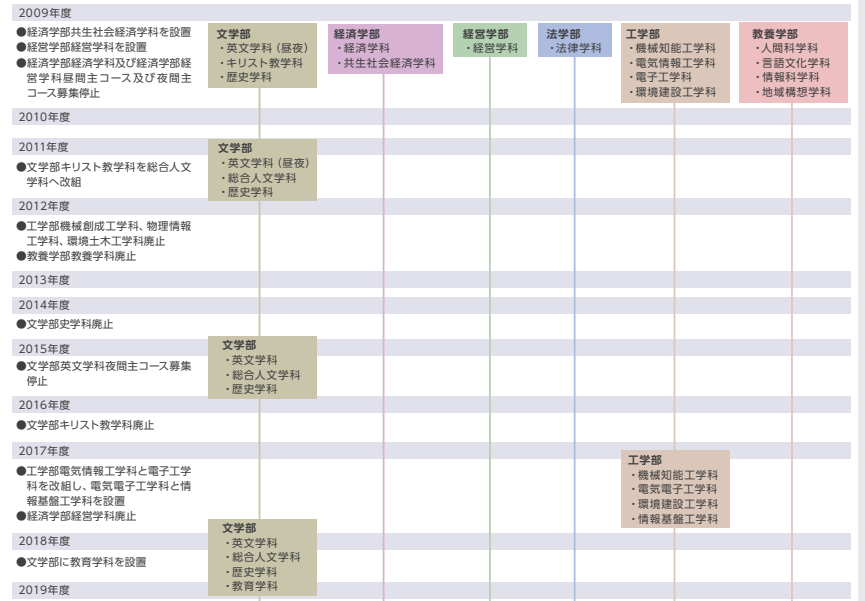 2009年度
●経済学部共生社会経済学科を設置
●経営学部経営学科を設置
●経済学部経済学科及び経済学部経
営学科昼間主コース及び夜間主
コース募集停止
文学部
・英文学科（昼夜）
・キリスト教学科
・歴史学科
経済学部
・経済学科
・共生社会経済学科
経営学部
・経営学科
法学部
・法律学科
工学部
・機械知能工学科
・電気情報工学科
・電子工学科
・環境建設工学科
教養学部
・人間科学科
・言語文化学科
・情報科学科
・地域構想学科
2010年度
2011年度
●文学部キリスト教学科を総合人文
学科へ改組
文学部
・英文学科（昼夜）
・総合人文学科
・歴史学科
2012年度
●工学部機械創成工学科、物理情報
工学科、環境土木工学科廃止
●教養学部教養学科廃止
2013年度
2014年度
●文学部史学科廃止
2015年度
●文学部英文学科夜間主コース募集
停止
文学部
・英文学科
・総合人文学科
・歴史学科
2016年度
●文学部キリスト教学科廃止
2017年度
●工学部電気情報工学科と電子工学
科を改組し、電気電子工学科と情
報基盤工学科を設置
●経済学部経営学科廃止
工学部
・機械知能工学科
・電気電子工学科
・環境建設工学科
・情報基盤工学科
2018年度
●文学部に教育学科を設置
文学部
・英文学科
・総合人文学科
・歴史学科
・教育学科
2019年度